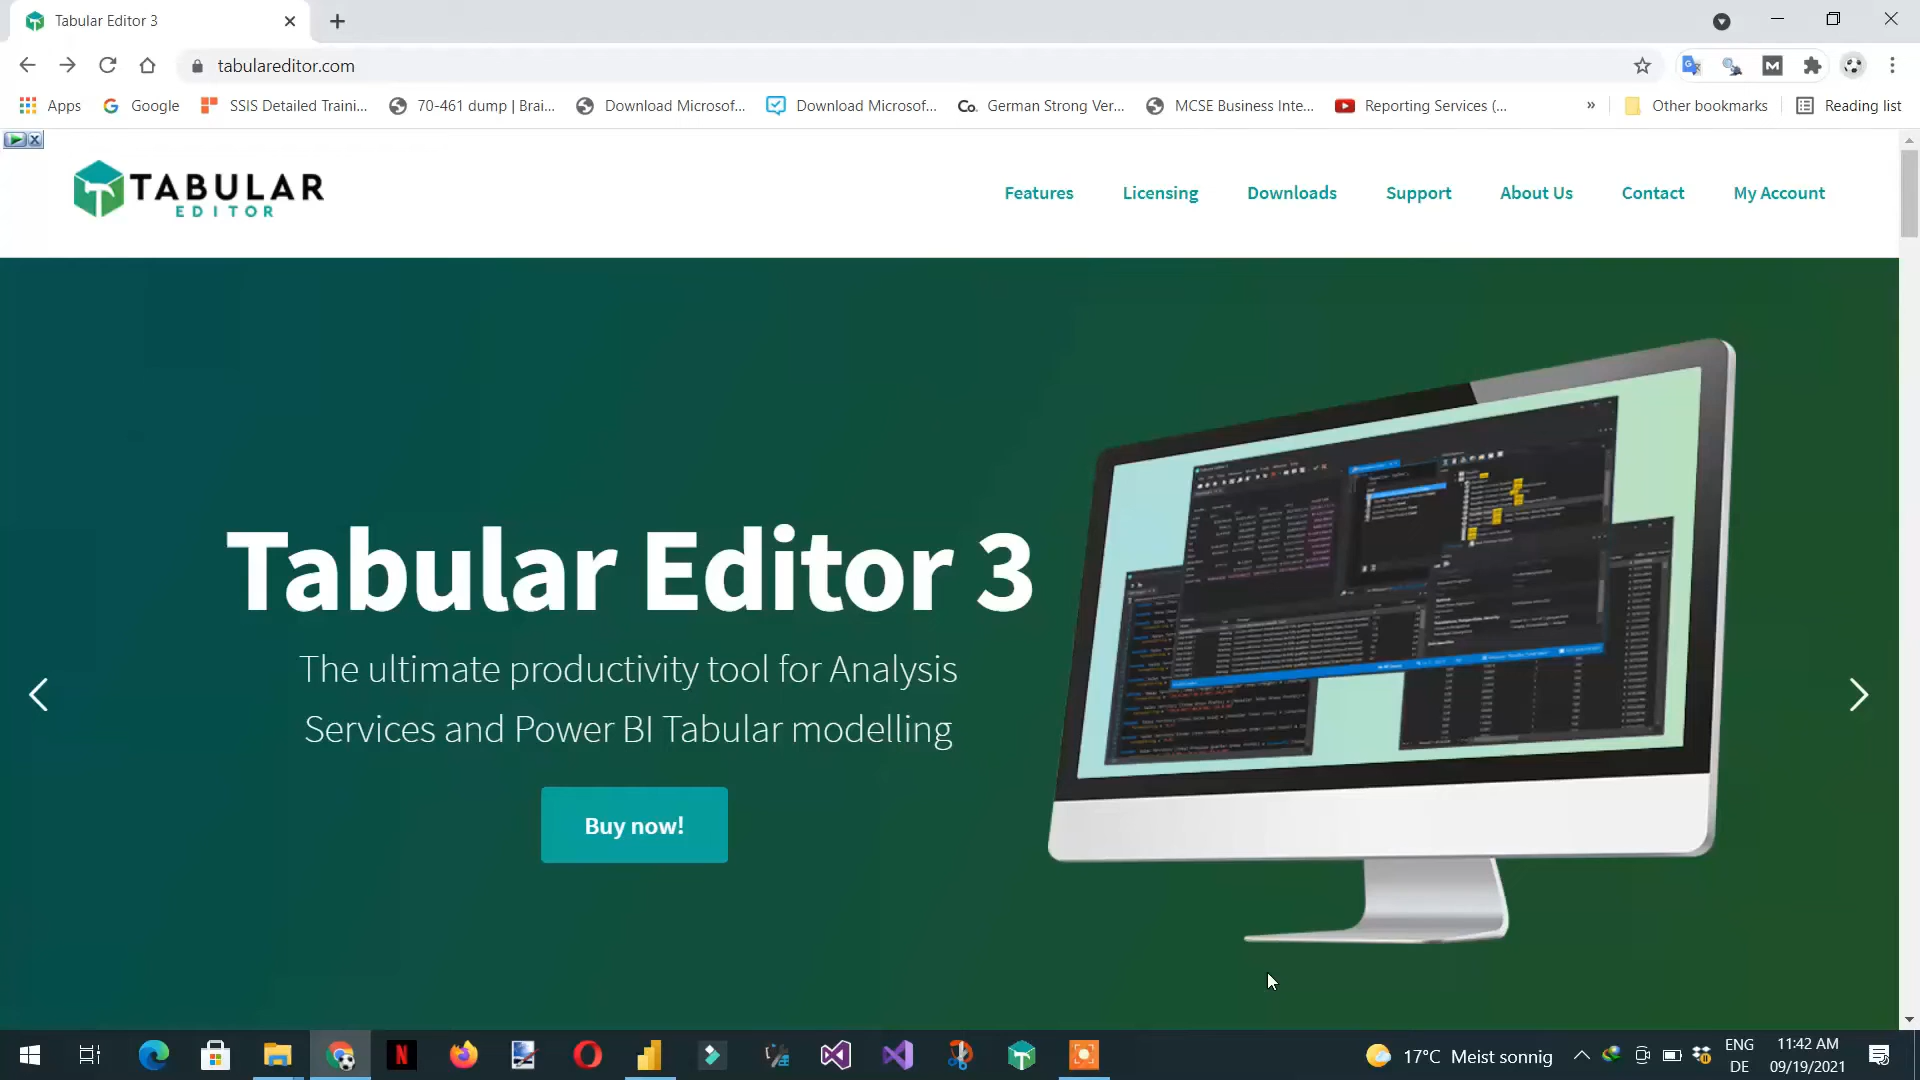 Tabular Editor 3
tabulareditor.com
Apps Google SSIS Detailed Traini... 70-461 dump | Brai... Download Microsof... Download Microsof... Co. German Strong Ver... MCSE Business Inte... Reporting Services (... » Other bookmarks Reading list
TABULAR
EDITOR
Features Licensing Downloads Support About Us Contact My Account
Tabular Editor 3
The ultimate productivity tool for Analysis
Services and Power BI Tabular modelling
Buy now!
17°C Meist sonnig
ENG
DE
11:42 AM
09/19/2021